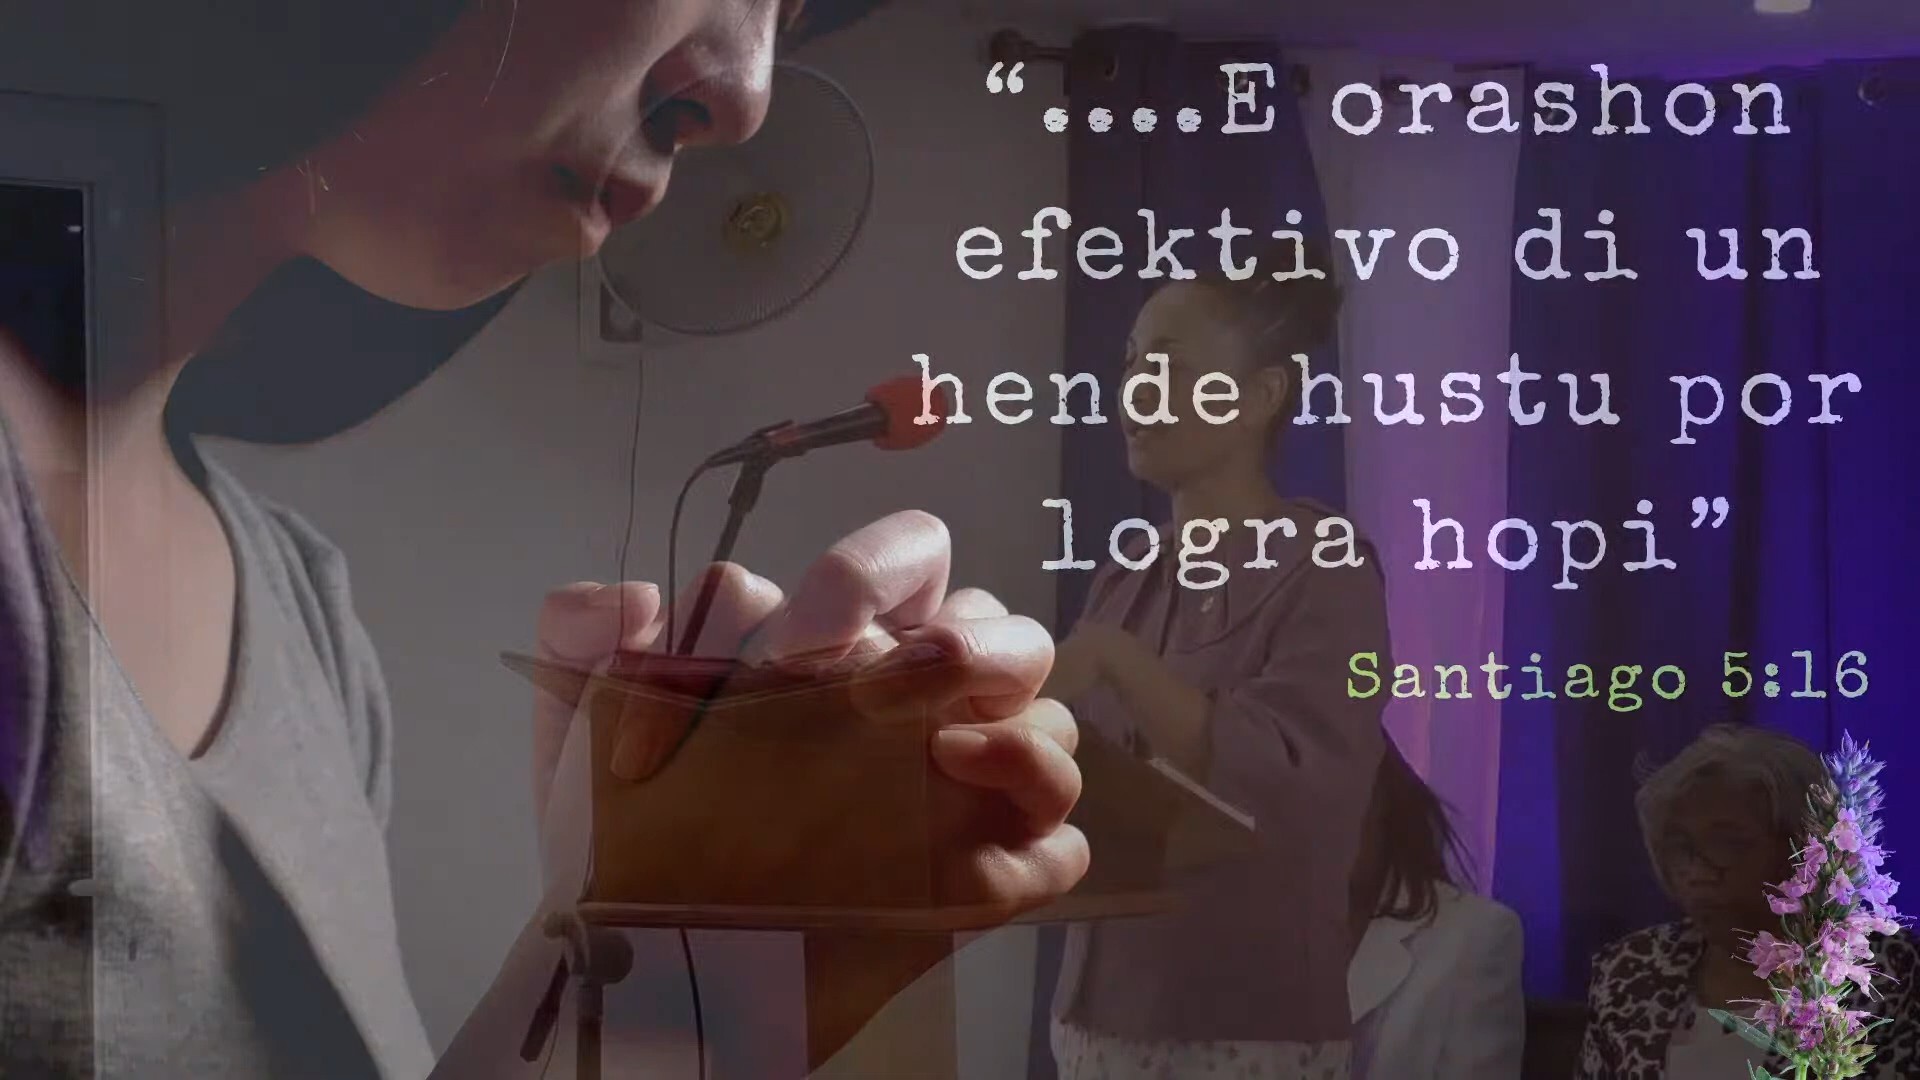 “....E orashon
efektivo di un
hende hustu por
logra hopi”
Santiago 5:16